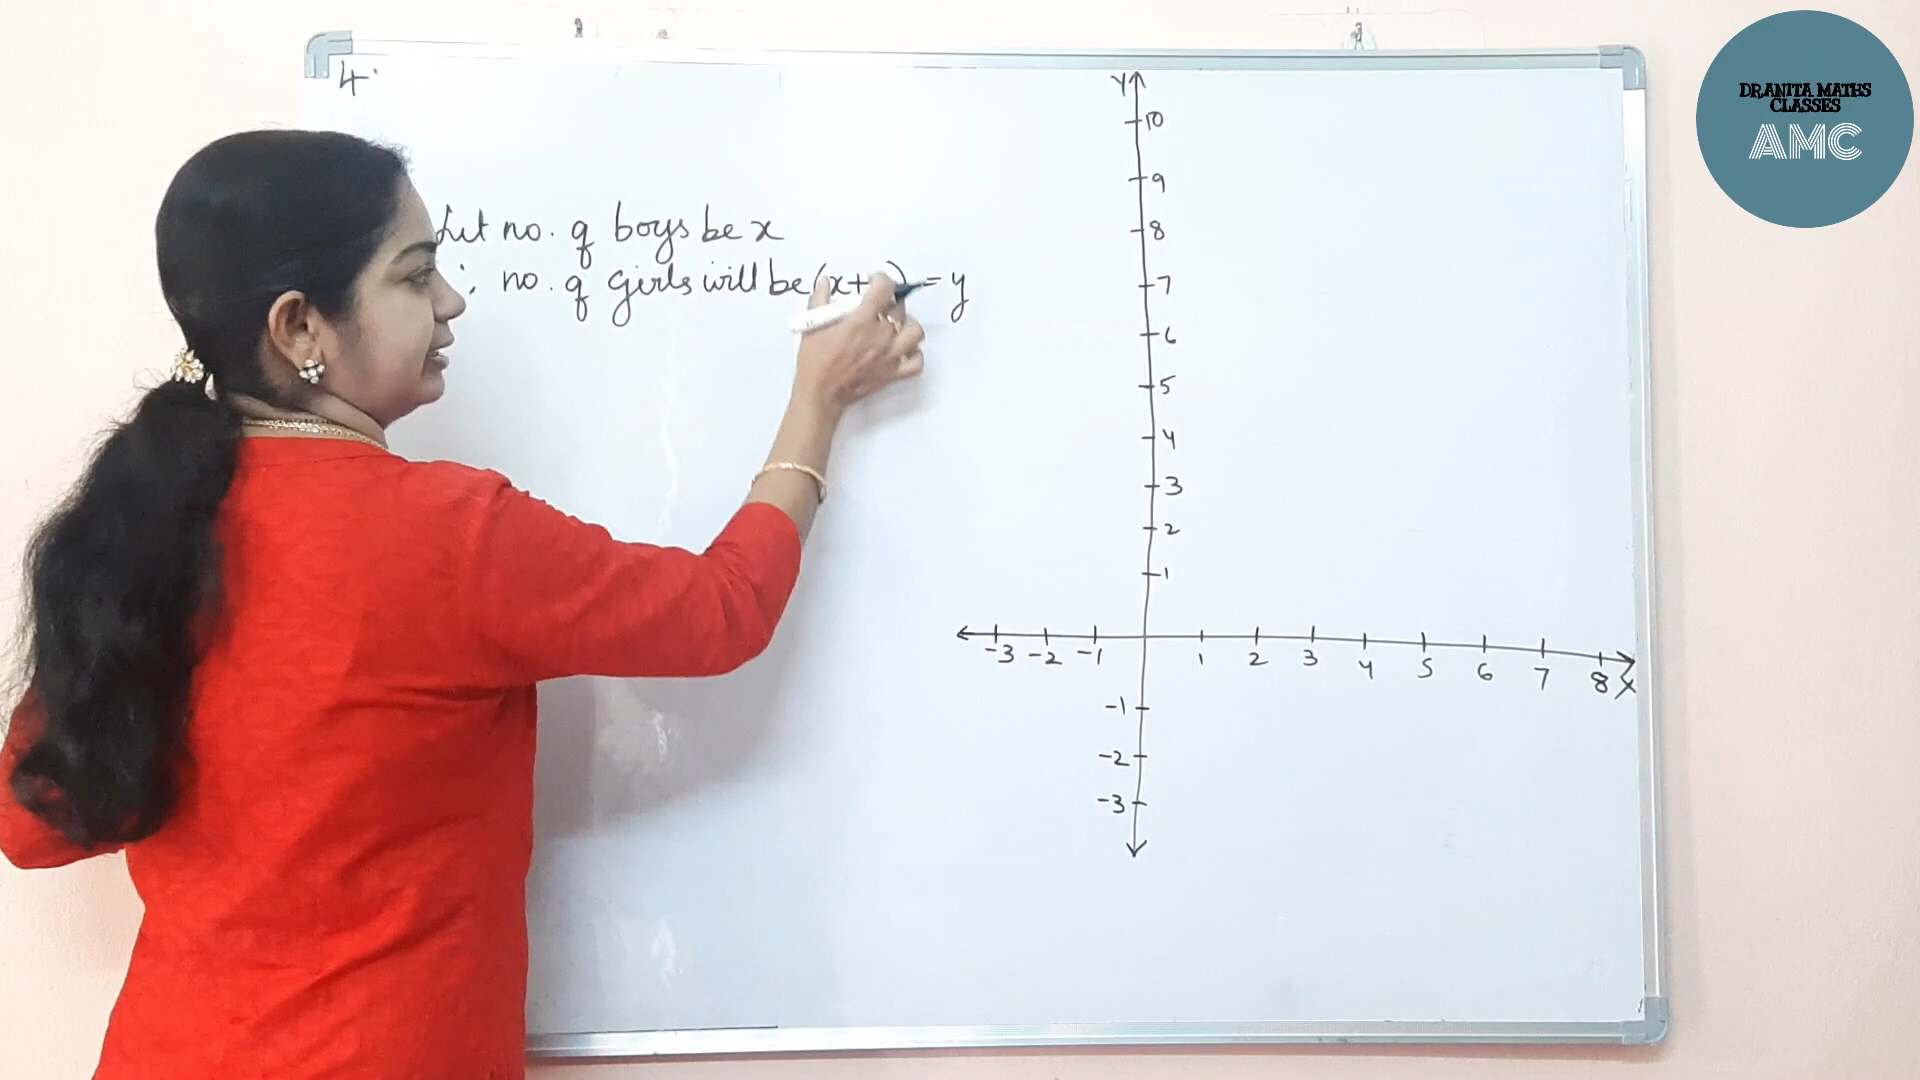 4.
Let no. of boys be x
∴ no. of girls will be (x+ ) = y
Y
10
9
8
7
6
5
4
3
2
1
-3 -2 -1 1 2 3 4 5 6 7 8 X
-1
-2
-3
DR.ANITA MATHS
CLASSES
AMC